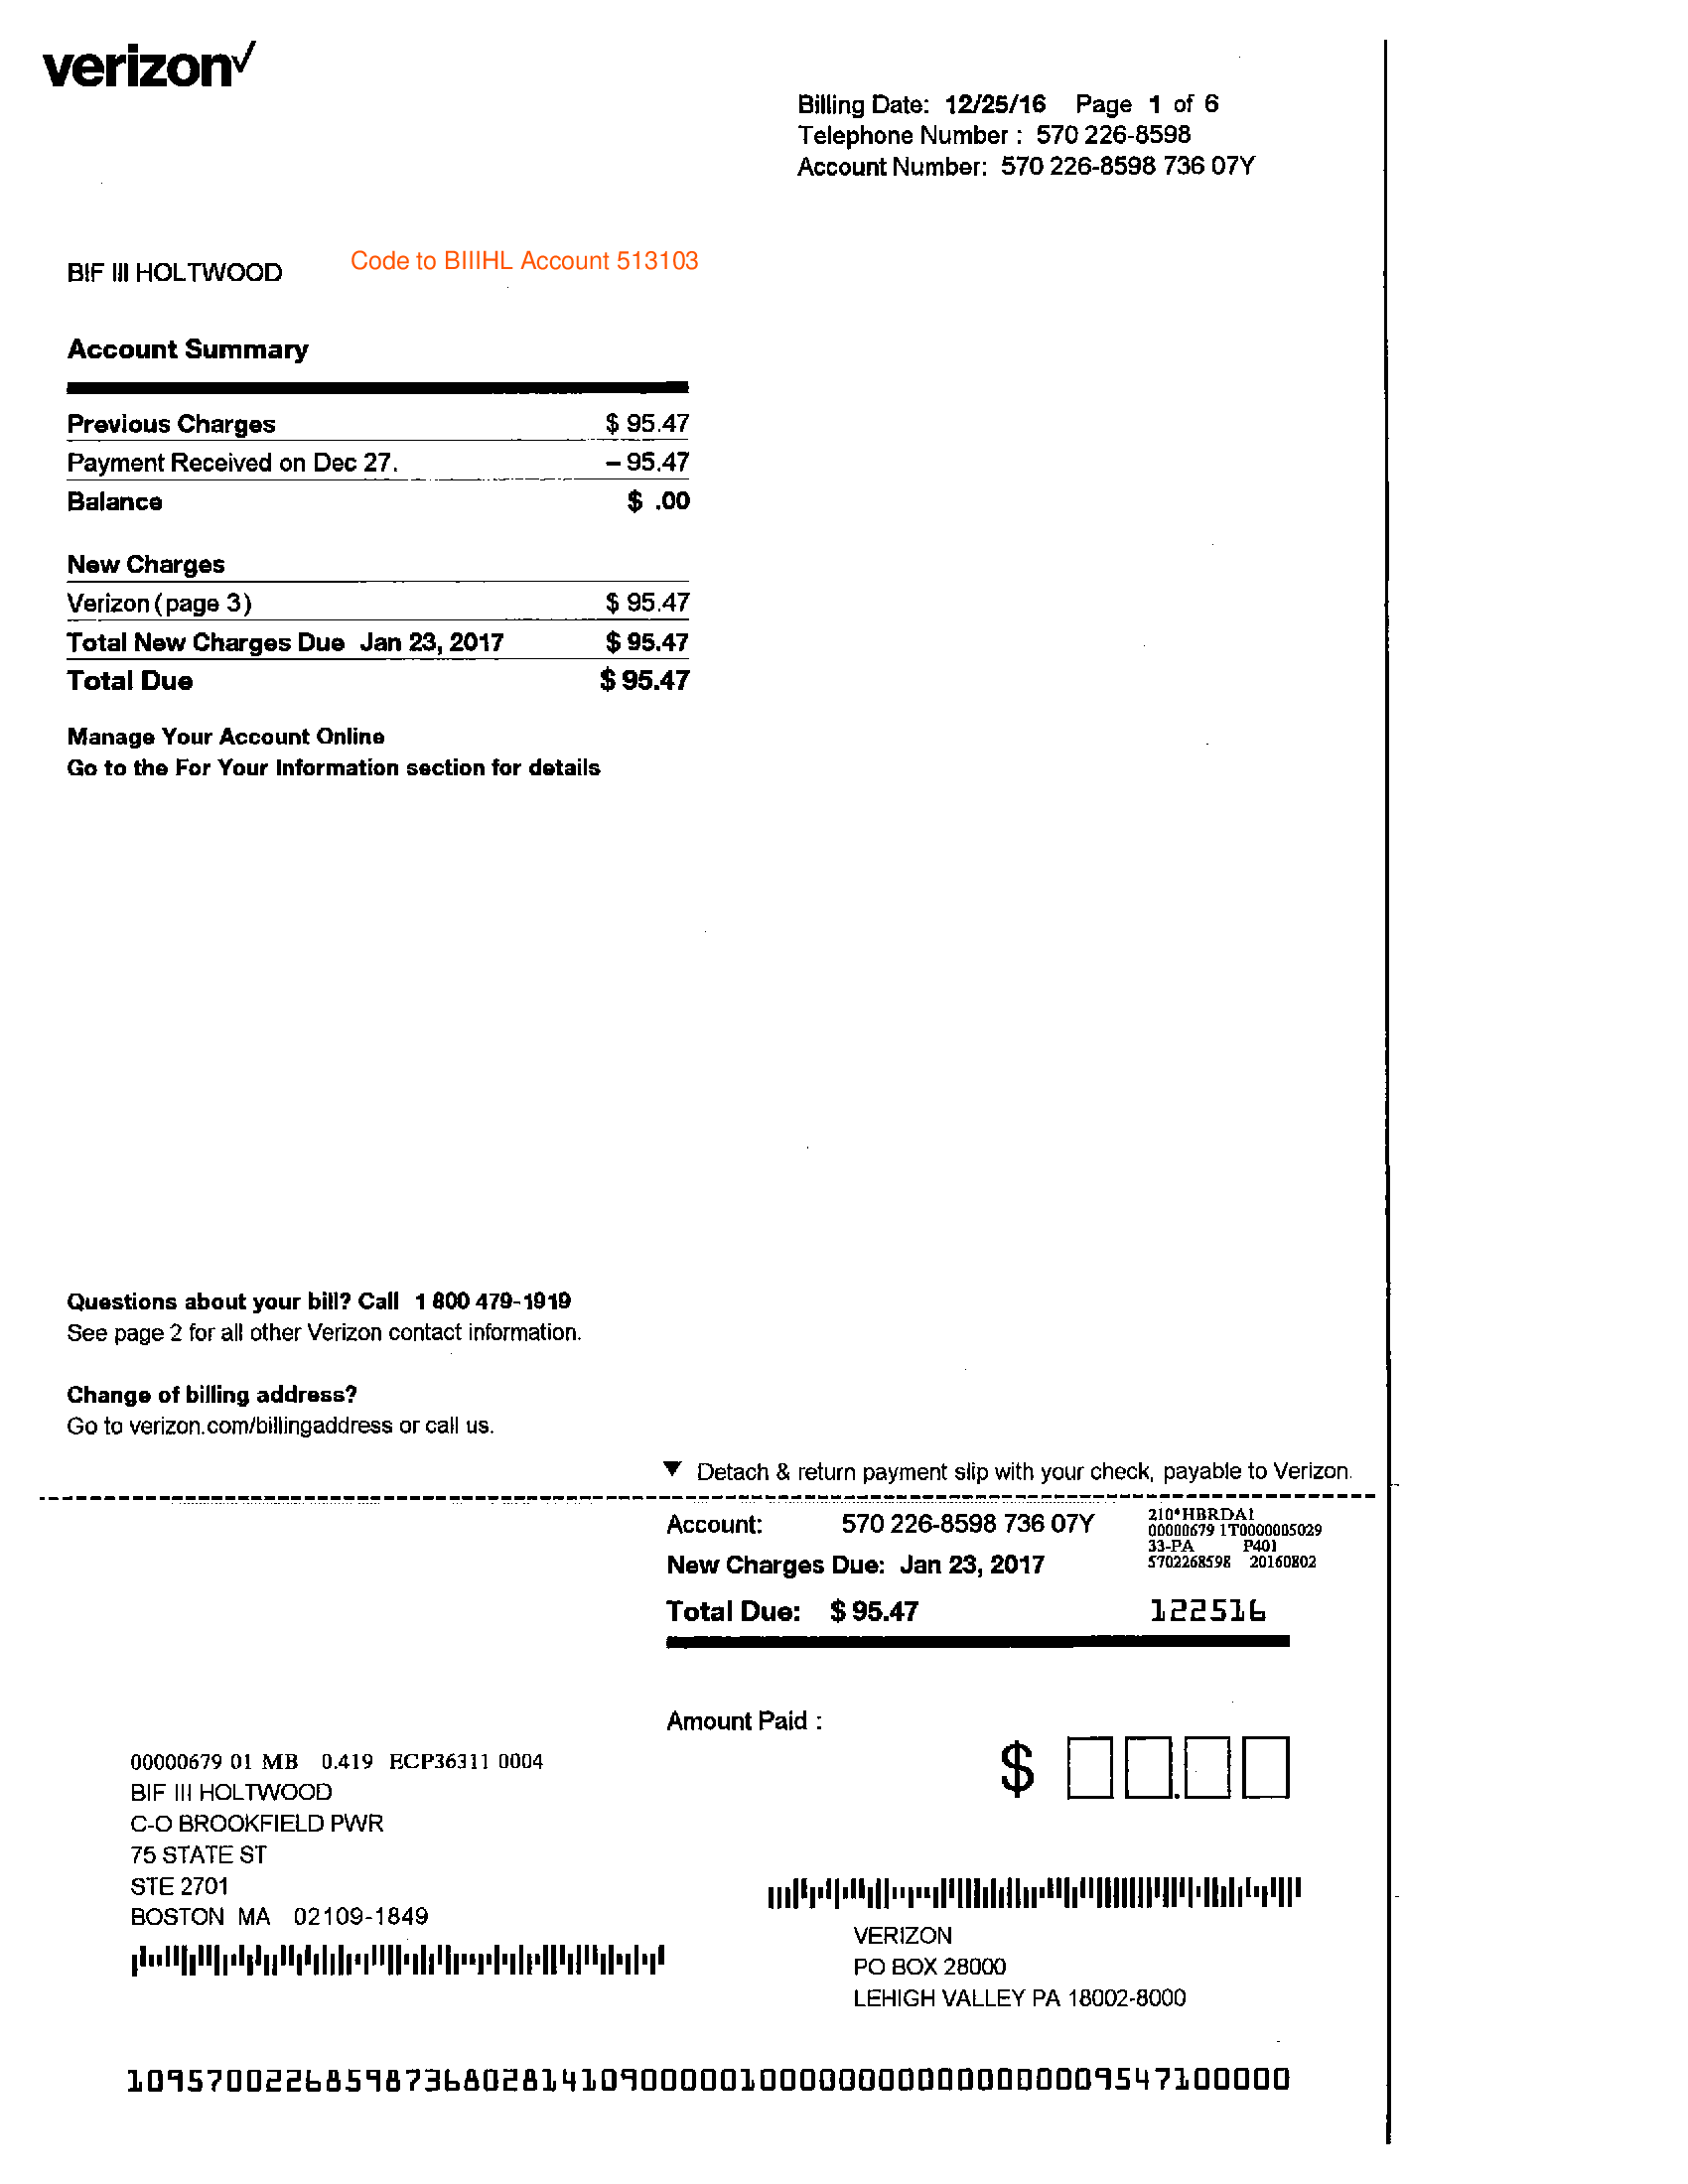 verizon✓
Billing Date: 12/25/16 Page 1 of 6
Telephone Number : 570 226-8598
Account Number: 570 226-8598 736 07Y
BIF III HOLTWOOD
Code to BIIIHL Account 513103
Account Summary
Previous Charges $ 95.47
Payment Received on Dec 27. – 95.47
Balance $ .00
New Charges
Verizon (page 3) $ 95.47
Total New Charges Due Jan 23, 2017 $ 95.47
Total Due $ 95.47
Manage Your Account Online
Go to the For Your Information section for details
Questions about your bill? Call 1 800 479-1919
See page 2 for all other Verizon contact information.
Change of billing address?
Go to verizon.com/billingaddress or call us.
▼ Detach & return payment slip with your check, payable to Verizon.
Account: 570 226-8598 736 07Y
New Charges Due: Jan 23, 2017
Total Due: $ 95.47
210*HBRDA1
00000679 1T0000005029
33-PA P401
5702268598 20160802
122516
Amount Paid :
$ .
00000679 01 MB 0.419 ECP36311 0004
BIF III HOLTWOOD
C-O BROOKFIELD PWR
75 STATE ST
STE 2701
BOSTON MA 02109-1849
VERIZON
PO BOX 28000
LEHIGH VALLEY PA 18002-8000
1095700226859873680281410900000100000000000000009547100000